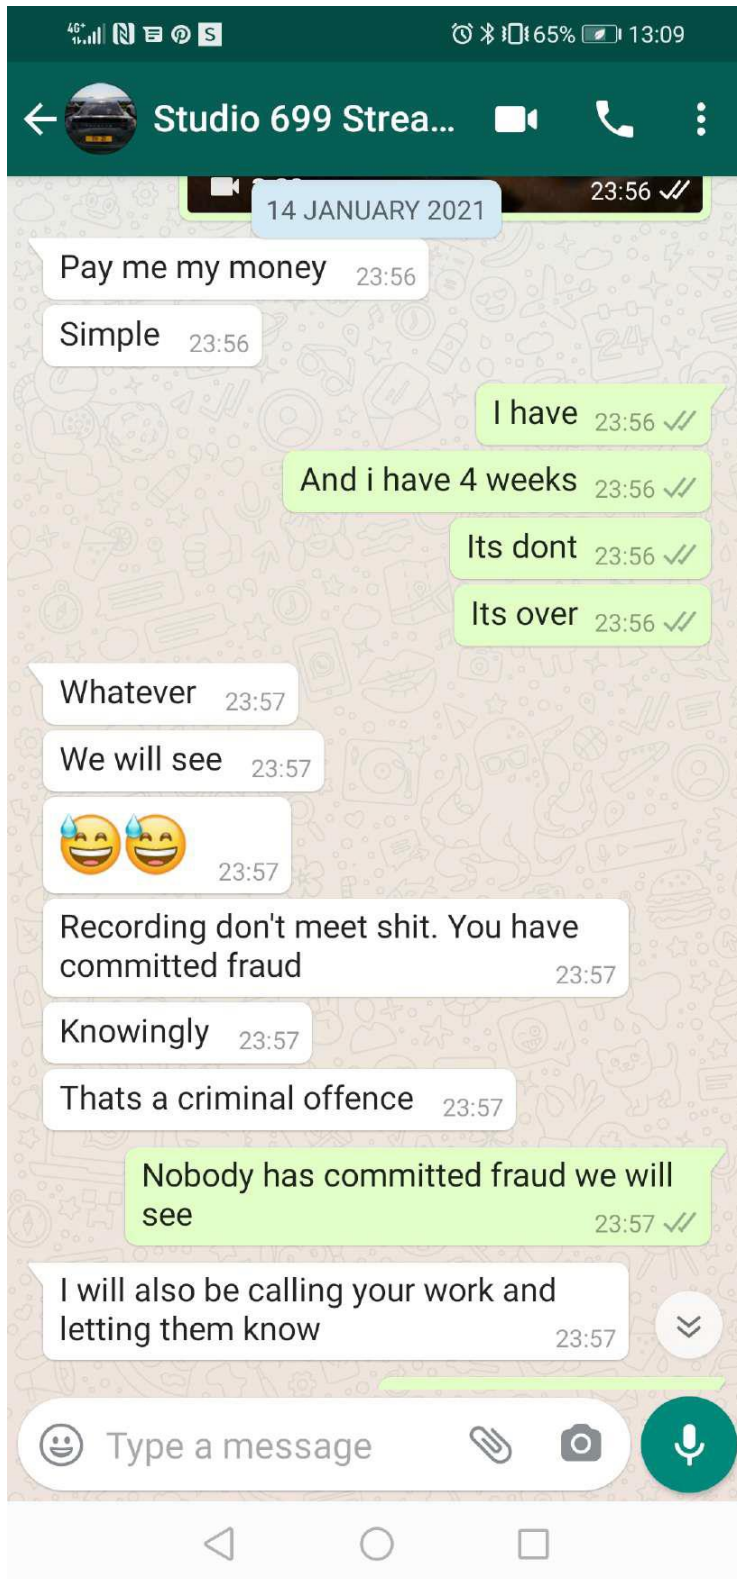 4G+ S 65% 13:09
Studio 699 Strea...
23:56
14 JANUARY 2021
Pay me my money 23:56
Simple 23:56
I have 23:56
And i have 4 weeks 23:56
Its dont 23:56
Its over 23:56
Whatever 23:57
We will see 23:57
😅😅 23:57
Recording don't meet shit. You have
committed fraud 23:57
Knowingly 23:57
Thats a criminal offence 23:57
Nobody has committed fraud we will
see 23:57
I will also be calling your work and
letting them know 23:57
Type a message